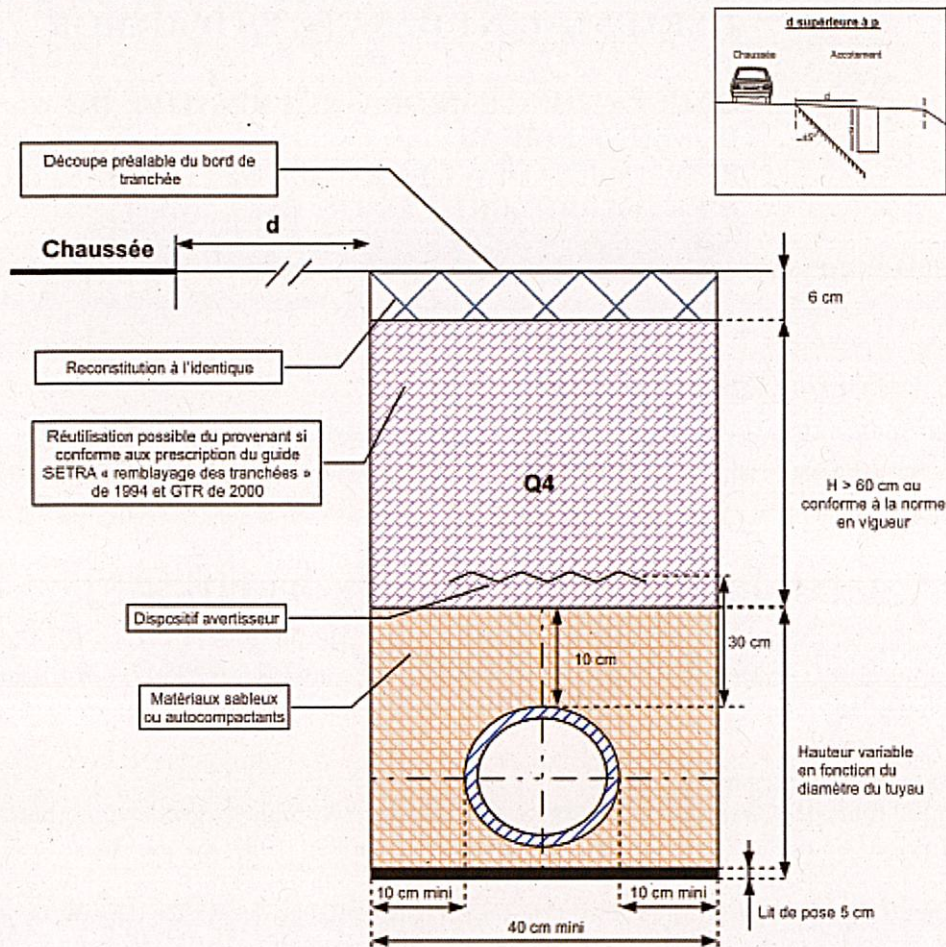 d supérieure à p
Chaussée
Accotement
d
45°
Découpe préalable du bord de
tranchée
d
Chaussée
6 cm
Reconstitution à l'identique
Réutilisation possible du provenant si
conforme aux prescription du guide
SETRA « remblayage des tranchées »
de 1994 et GTR de 2000
Q4
H > 60 cm ou
conforme à la norme
en vigueur
Dispositif avertisseur
10 cm
30 cm
Matériaux sableux
ou autocompactants
Hauteur variable
en fonction du
diamètre du tuyau
10 cm mini
10 cm mini
Lit de pose 5 cm
40 cm mini